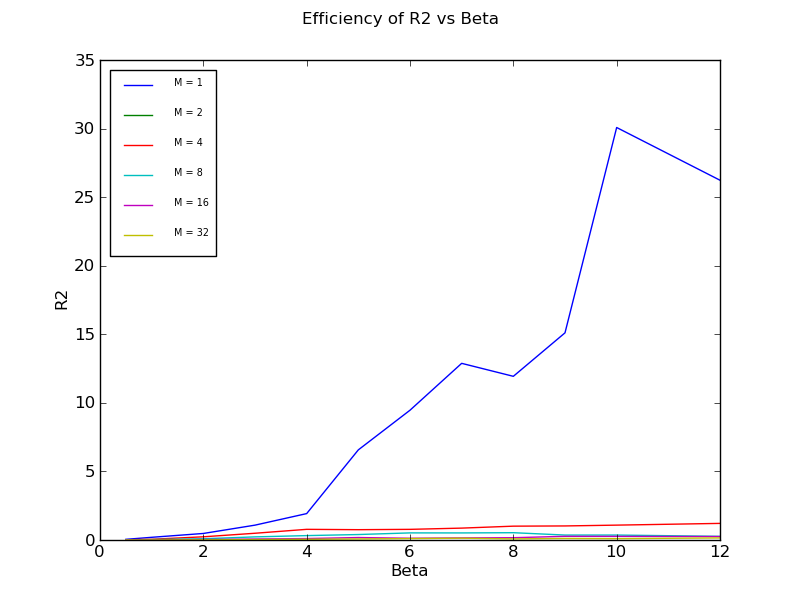 Efficiency of R2 vs Beta
35
30
25
20
15
10
5
0
R2
M = 1
M = 2
M = 4
M = 8
M = 16
M = 32
0 2 4 6 8 10 12
Beta